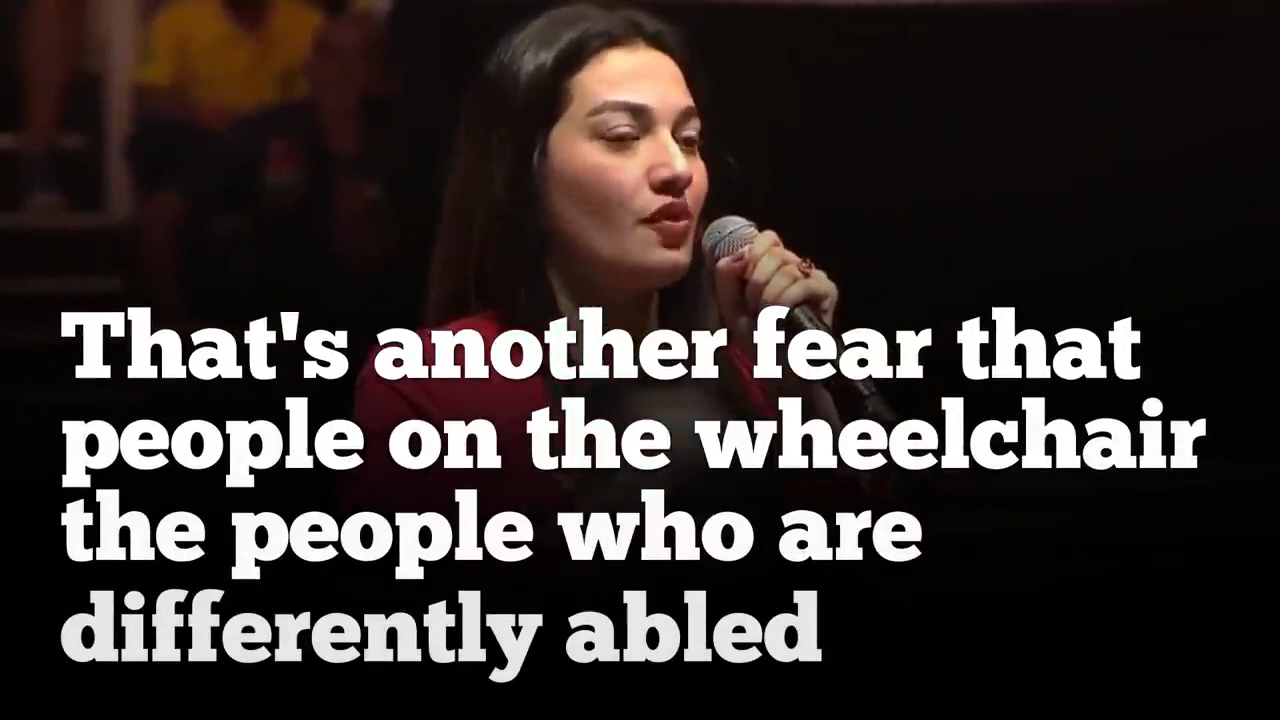 That's another fear that
people on the wheelchair
the people who are
differently abled